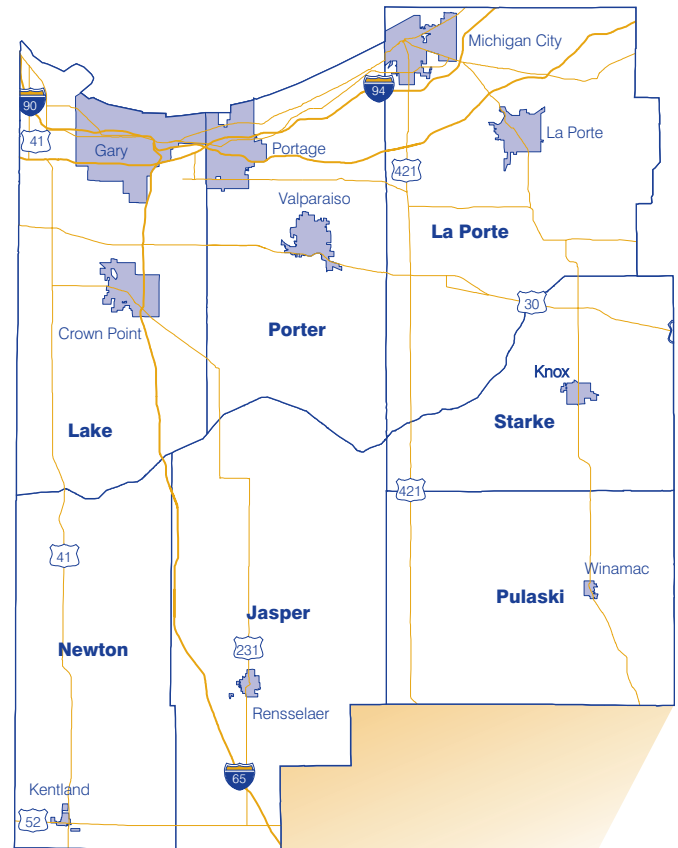 Michigan City
94
90
41
Gary
Portage
La Porte
421
Valparaiso
La Porte
30
Crown Point
Porter
Knox
Lake
Starke
421
41
Winamac
Jasper
Pulaski
Newton
231
Rensselaer
65
Kentland
52